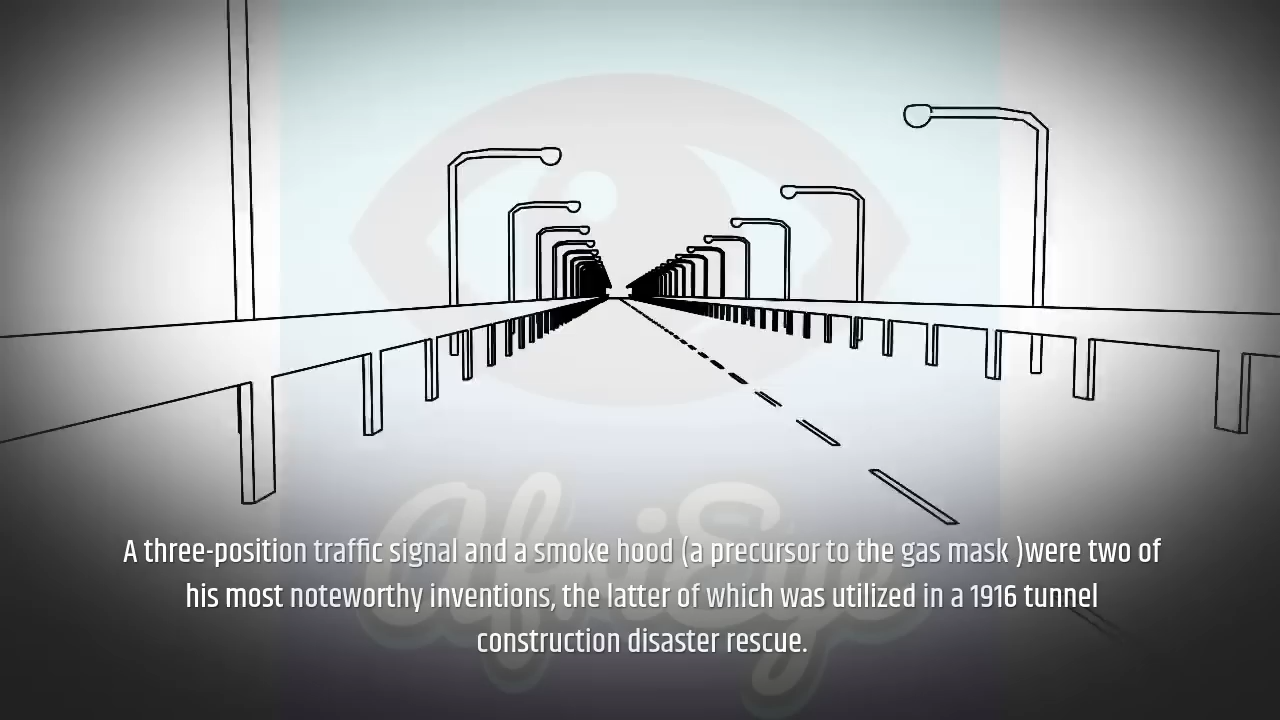 AfriEye
A three-position traffic signal and a smoke hood (a precursor to the gas mask )were two of
his most noteworthy inventions, the latter of which was utilized in a 1916 tunnel
construction disaster rescue.